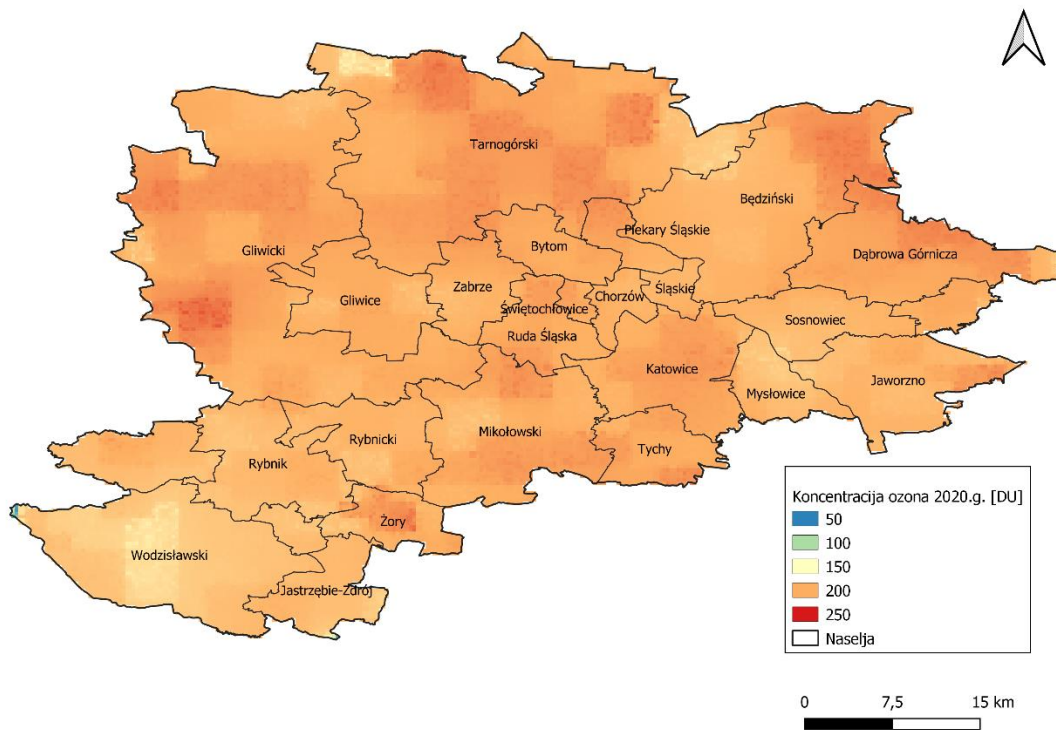 Tarnogórski
Będziński
Piekary Śląskie
Bytom
Gliwicki
Dąbrowa Górnicza
Zabrze
Gliwice
Chorzów
Śląskie
Świętochłowice
Sosnowiec
Ruda Śląska
Katowice
Jaworzno
Mysłowice
Mikołowski
Rybnicki
Tychy
Rybnik
Żory
Wodzisławski
Jastrzębie-Zdrój
Koncentracija ozona 2020.g. [DU]
50
100
150
200
250
Naselja
0 7,5 15 km